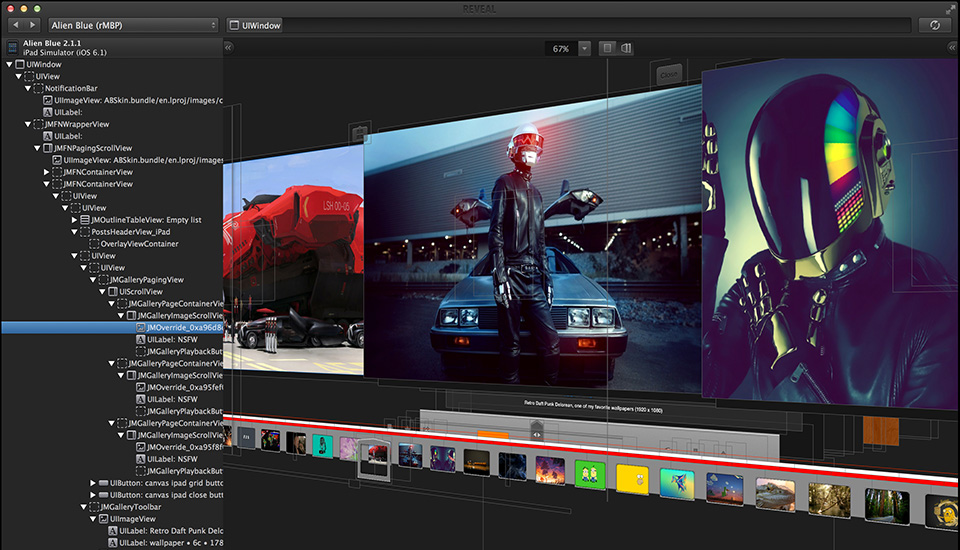 REVEAL
Alien Blue (rMBP)
UIWindow
Alien Blue 2.1.1
iPad Simulator (iOS 6.1)
67%
UIWindow
UIView
NotificationBar
UIImageView: ABSkin.bundle/en.lproj/images/c
UILabel:
JMFNWrapperView
UILabel:
JMFNPagingScrollView
UIImageView: ABSkin.bundle/en.lproj/images
JMFNContainerView
JMFNContainerView
UIView
UIView
JMOutlineTableView: Empty list
PostsHeaderView_iPad
OverlayViewContainer
UIView
UIView
JMGalleryPagingView
UIScrollView
JMGalleryPageContainerView
JMGalleryImageScrollView
JMOverride_0xa96d8
UILabel: NSFW
JMGalleryPlaybackButt
JMGalleryPageContainerView
JMGalleryImageScrollView
JMOverride_0xa95fef
UILabel: NSFW
JMGalleryPlaybackButt
JMGalleryPageContainerView
JMGalleryImageScrollView
JMOverride_0xa95f8f
UILabel: NSFW
JMGalleryPlaybackButt
UIButton: canvas ipad grid butto
UIButton: canvas ipad close butt
JMGalleryToolbar
UIImageView
UILabel: Retro Daft Punk Delo
UILabel: wallpaper • 6c • 178
Close
LSH 00-05
Retro Daft Punk Delorean, one of my favorite wallpapers (1920 x 1080)